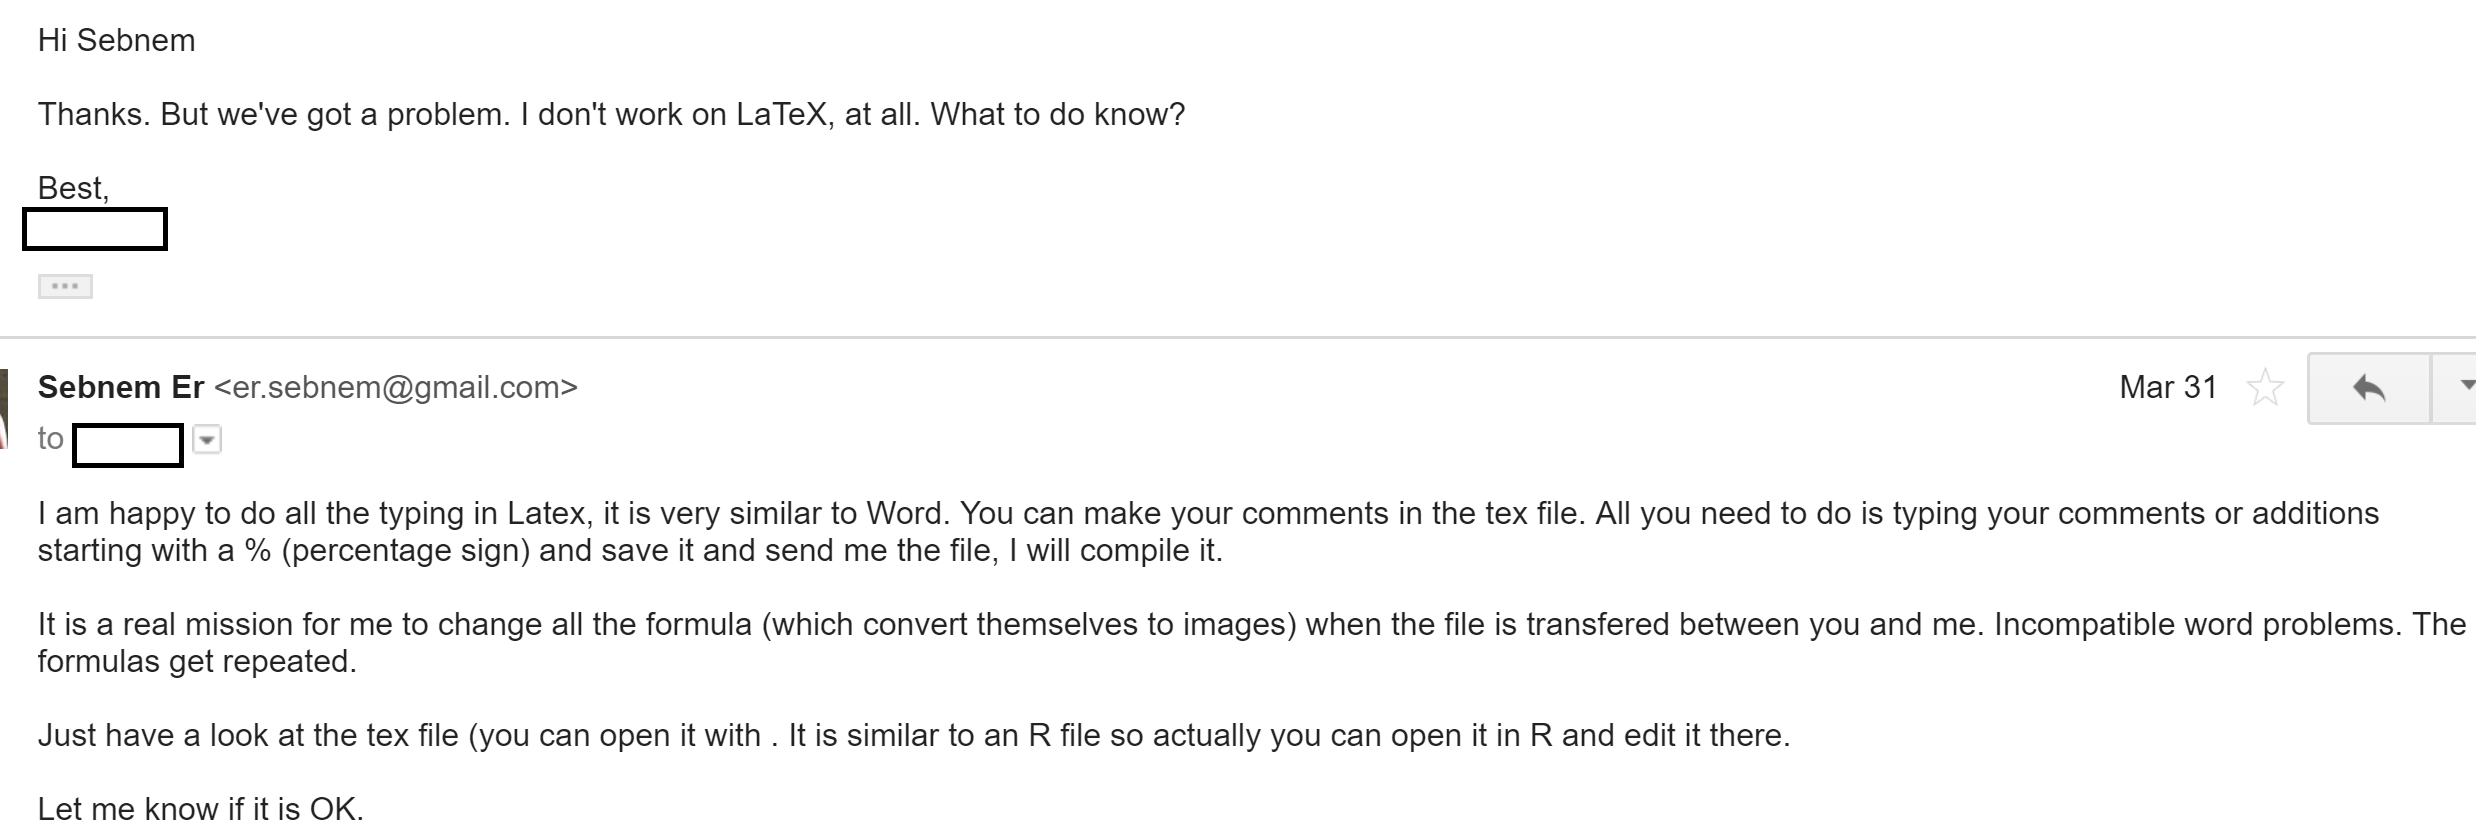 Hi Sebnem
Thanks. But we've got a problem. I don't work on LaTeX, at all. What to do know?
Best,
Sebnem Er <er.sebnem@gmail.com>
Mar 31
to
I am happy to do all the typing in Latex, it is very similar to Word. You can make your comments in the tex file. All you need to do is typing your comments or additions
starting with a % (percentage sign) and save it and send me the file, I will compile it.
It is a real mission for me to change all the formula (which convert themselves to images) when the file is transfered between you and me. Incompatible word problems. The
formulas get repeated.
Just have a look at the tex file (you can open it with . It is similar to an R file so actually you can open it in R and edit it there.
Let me know if it is OK.